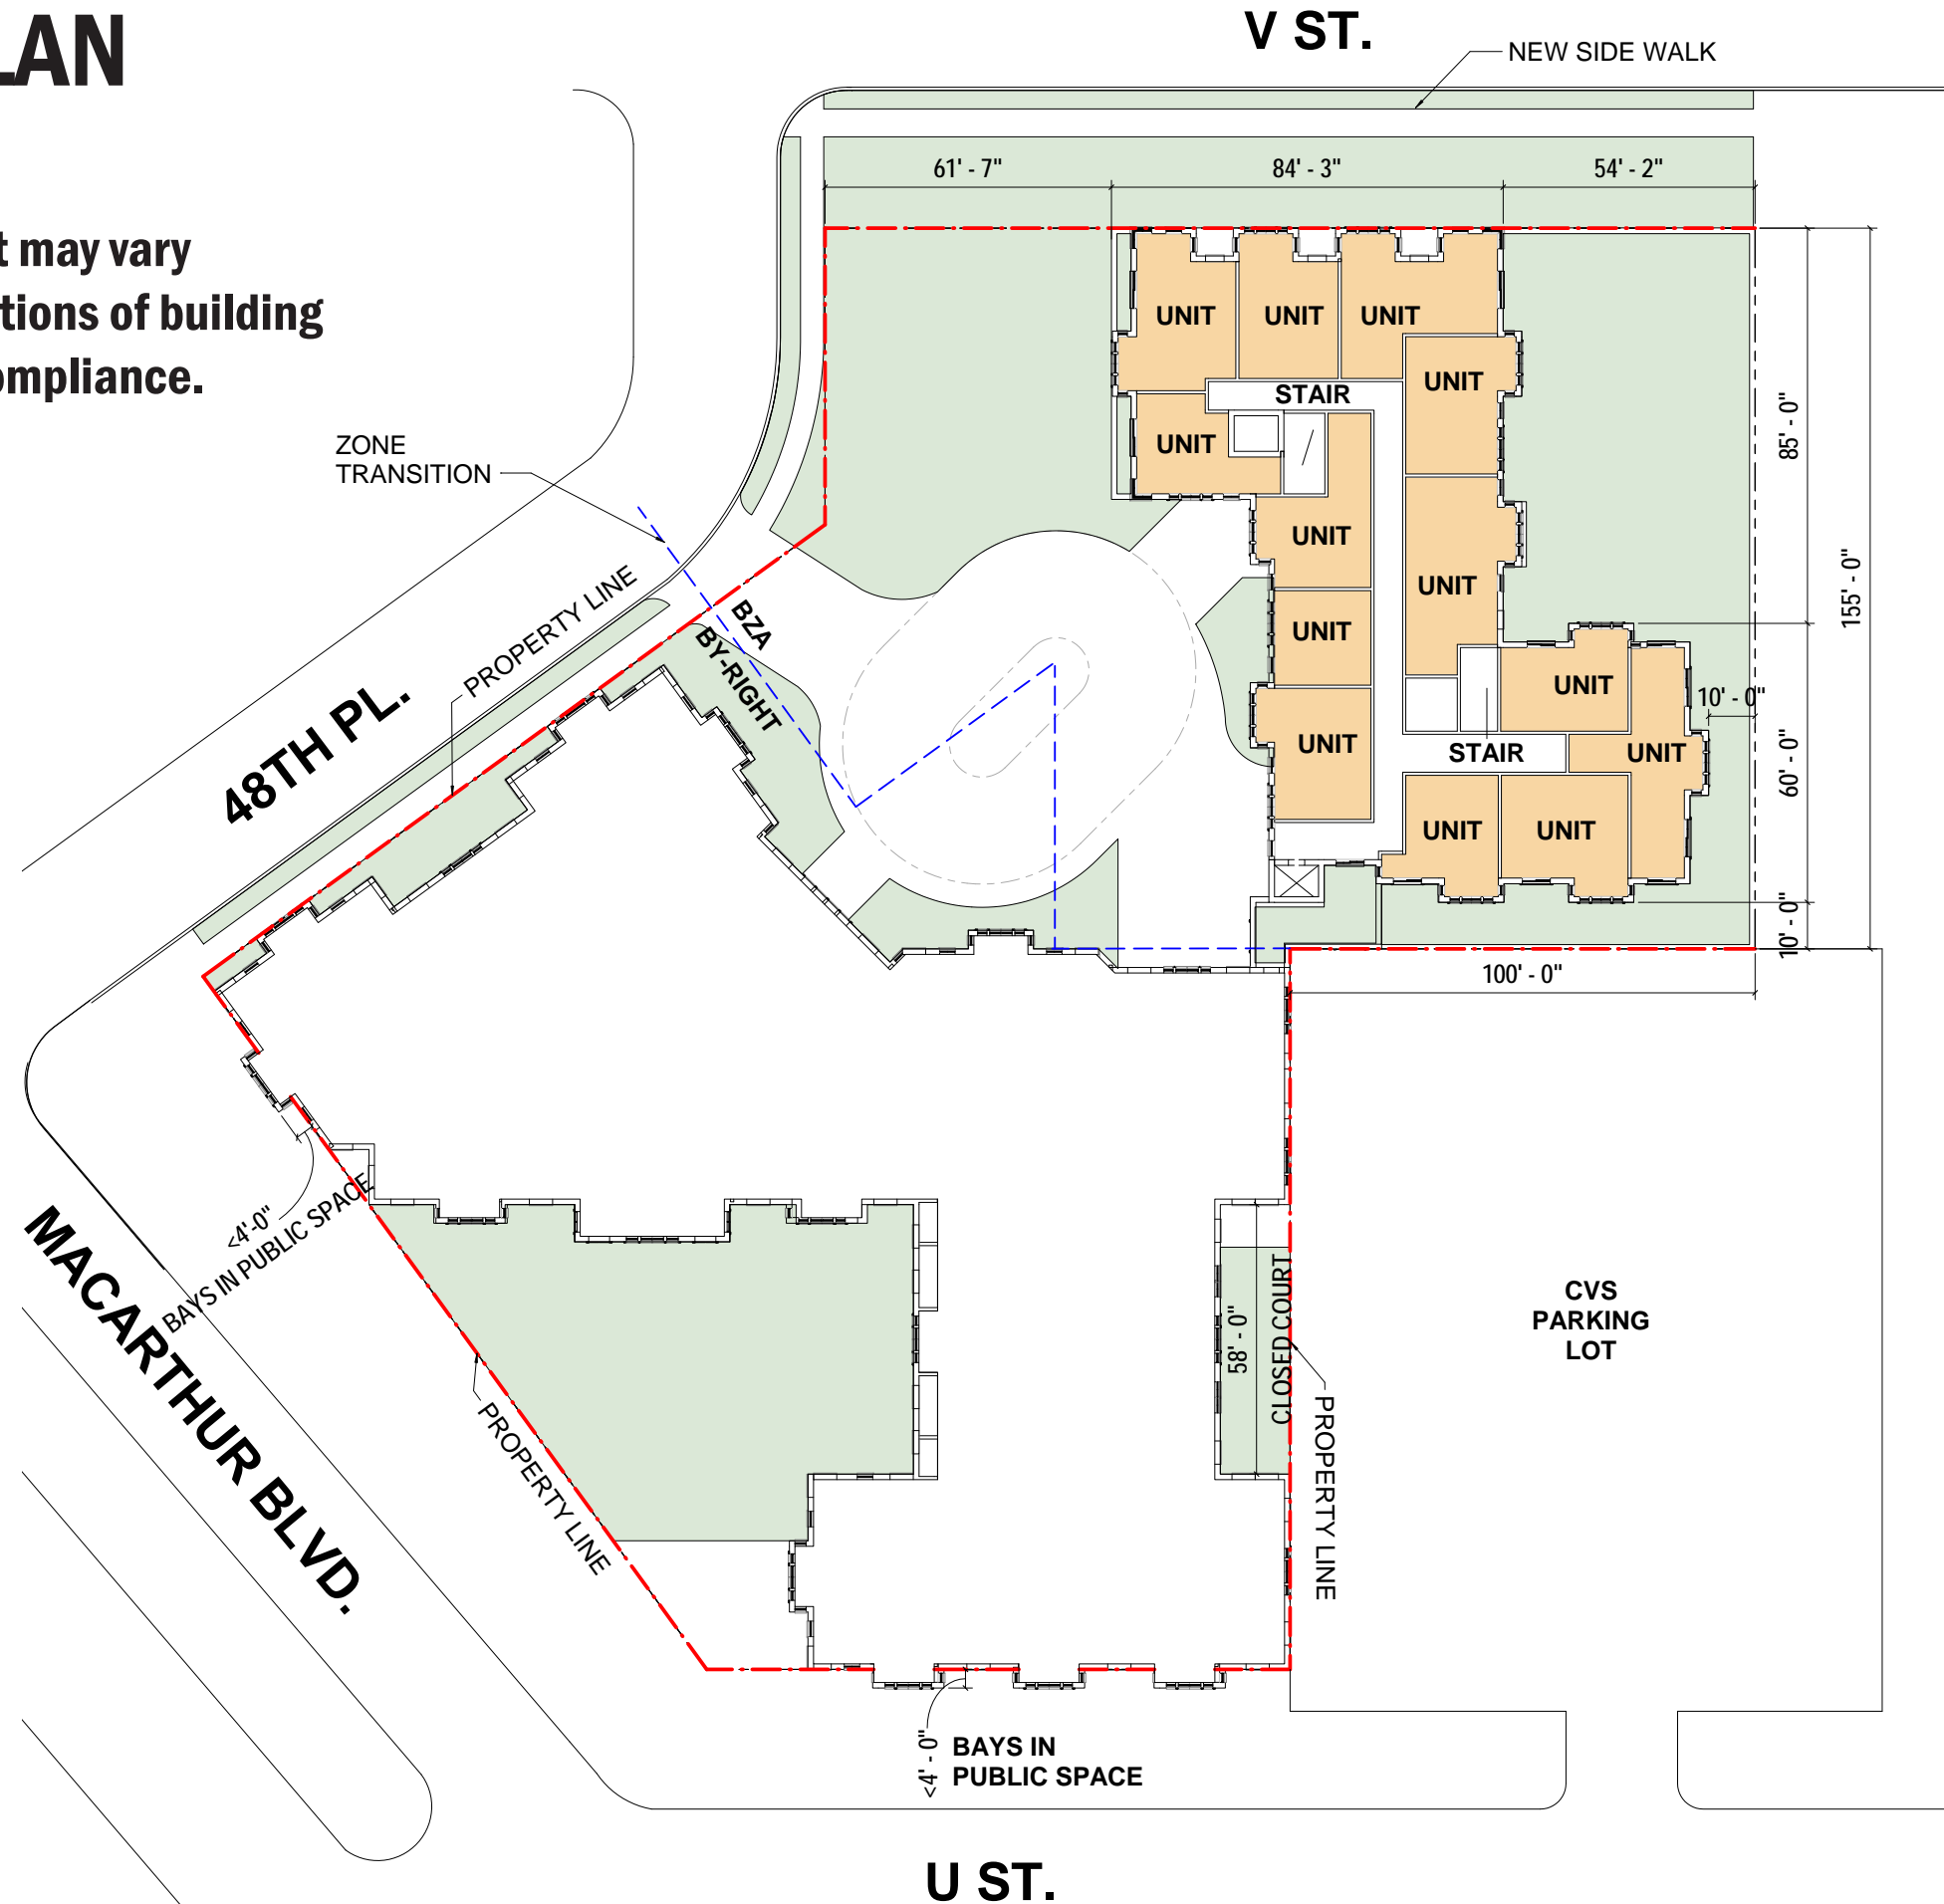 LAN
t may vary
tions of building
ompliance.
V ST.
NEW SIDE WALK
61' - 7"
84' - 3"
54' - 2"
UNIT
UNIT
UNIT
UNIT
STAIR
UNIT
85' - 0"
ZONE
TRANSITION
UNIT
155' - 0"
PROPERTY LINE
BZA
BY-RIGHT
UNIT
UNIT
48TH PL.
UNIT
10' - 0"
UNIT
STAIR
UNIT
60' - 0"
UNIT
UNIT
10' - 0"
100' - 0"
<4'-0"
BAYS IN PUBLIC SPACE
MACARTHUR BLVD.
PROPERTY LINE
58' - 0"
CLOSED COURT
PROPERTY LINE
CVS
PARKING
LOT
<4' - 0"
BAYS IN
PUBLIC SPACE
U ST.